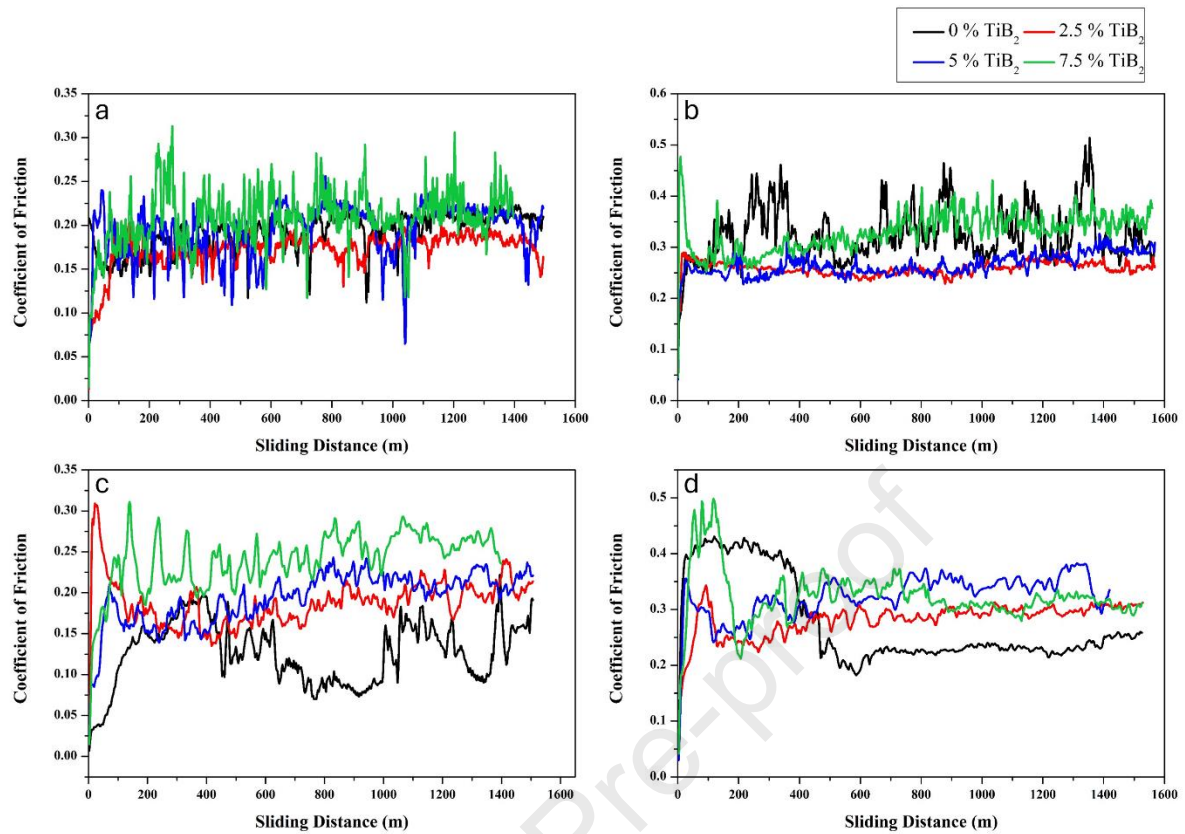 0 % TiB₂ 2.5 % TiB₂
5 % TiB₂ 7.5 % TiB₂
a
0.35
0.30
0.25
0.20
0.15
0.10
0.05
0.00
Coefficient of Friction
0 200 400 600 800 1000 1200 1400 1600
Sliding Distance (m)
b
0.6
0.5
0.4
0.3
0.2
0.1
0.0
Coefficient of Friction
0 200 400 600 800 1000 1200 1400 1600
Sliding Distance (m)
c
0.35
0.30
0.25
0.20
0.15
0.10
0.05
0.00
Coefficient of Friction
0 200 400 600 800 1000 1200 1400 1600
Sliding Distance (m)
d
0.5
0.4
0.3
0.2
0.1
0.0
Coefficient of Friction
0 200 400 600 800 1000 1200 1400 1600
Sliding Distance (m)
Pre-proof